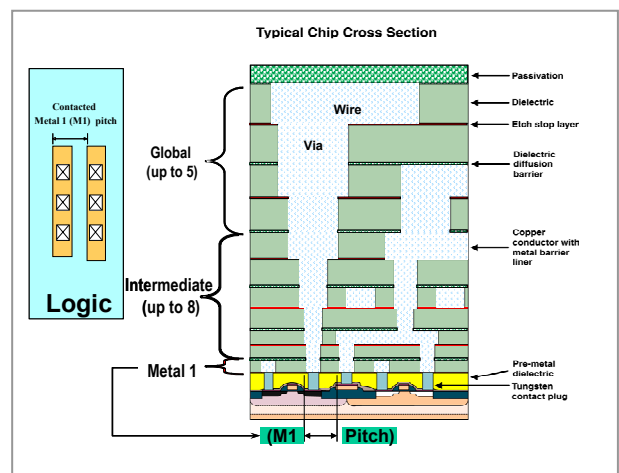 Typical Chip Cross Section
Contacted
Metal 1 (M1) pitch
Logic
Global
(up to 5)
Intermediate
(up to 8)
Metal 1
Wire
Via
Passivation
Dielectric
Etch stop layer
Dielectric
diffusion
barrier
Copper
conductor with
metal barrier
liner
Pre-metal
dielectric
Tungsten
contact plug
(M1 Pitch)